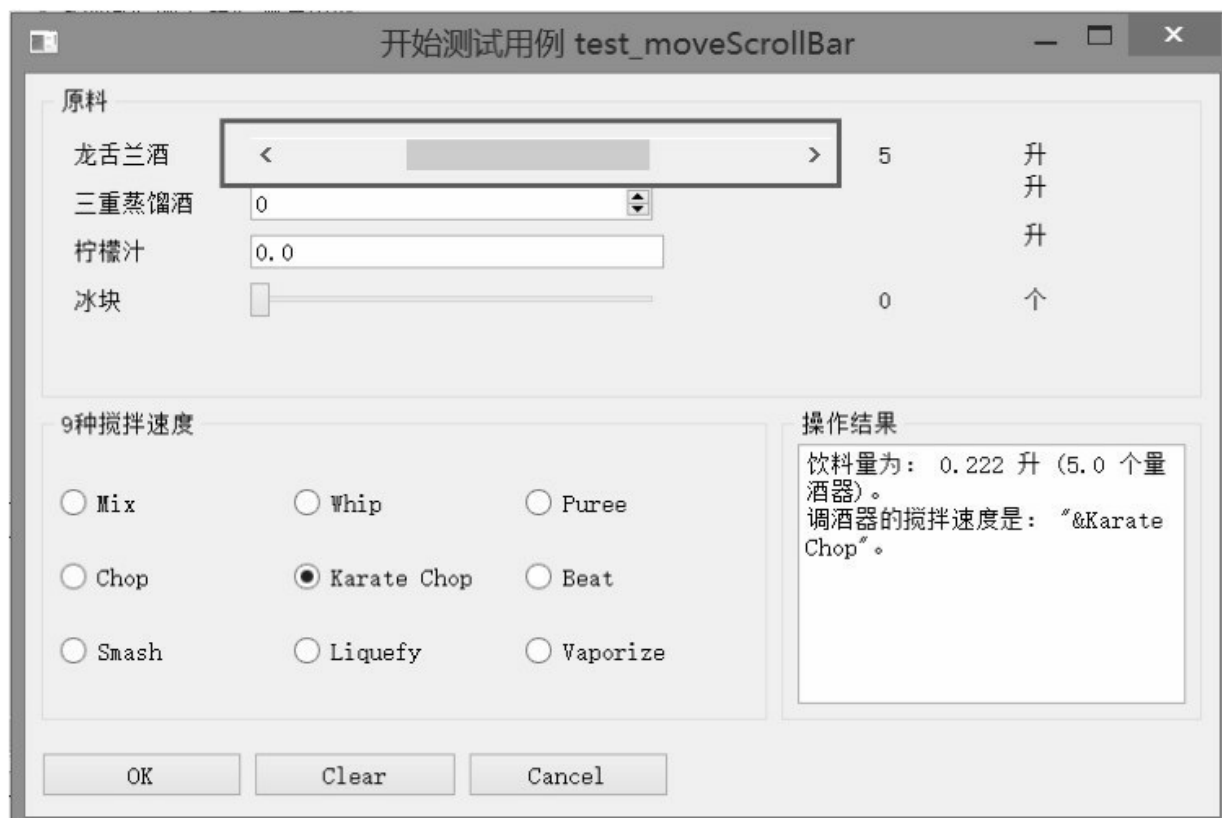 开始测试用例 test_moveScrollBar
原料
龙舌兰酒 5 升
三重蒸馏酒 0 升
柠檬汁 0.0 升
冰块 0 个
9种搅拌速度
Mix Whip Puree
Chop Karate Chop Beat
Smash Liquefy Vaporize
操作结果
饮料量为: 0.222 升 (5.0 个量
酒器)。
调酒器的搅拌速度是: "&Karate
Chop"。
OK Clear Cancel